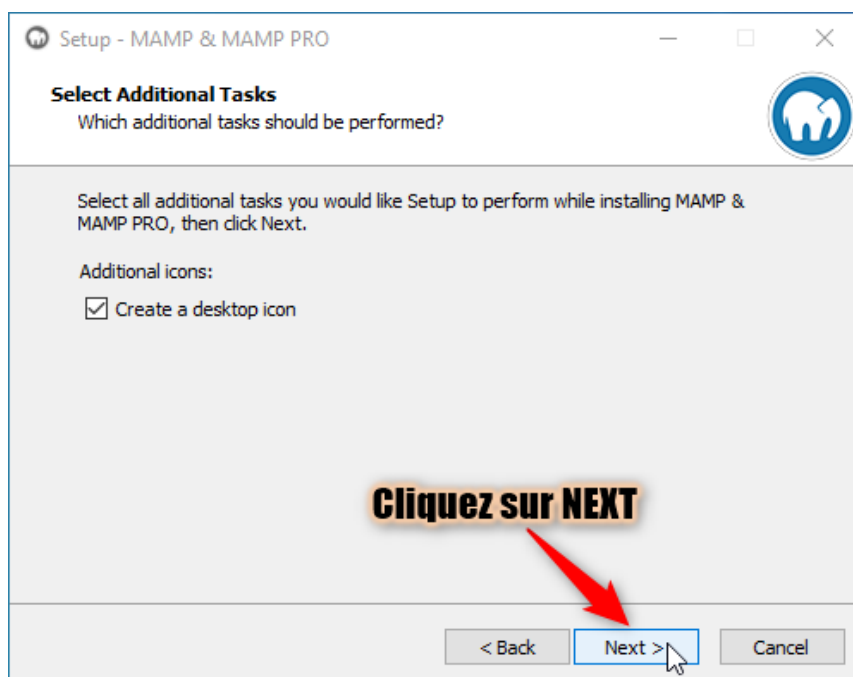 Setup - MAMP & MAMP PRO
Select Additional Tasks
Which additional tasks should be performed?
Select all additional tasks you would like Setup to perform while installing MAMP &
MAMP PRO, then click Next.
Additional icons:
Create a desktop icon
Cliquez sur NEXT
< Back
Next >
Cancel